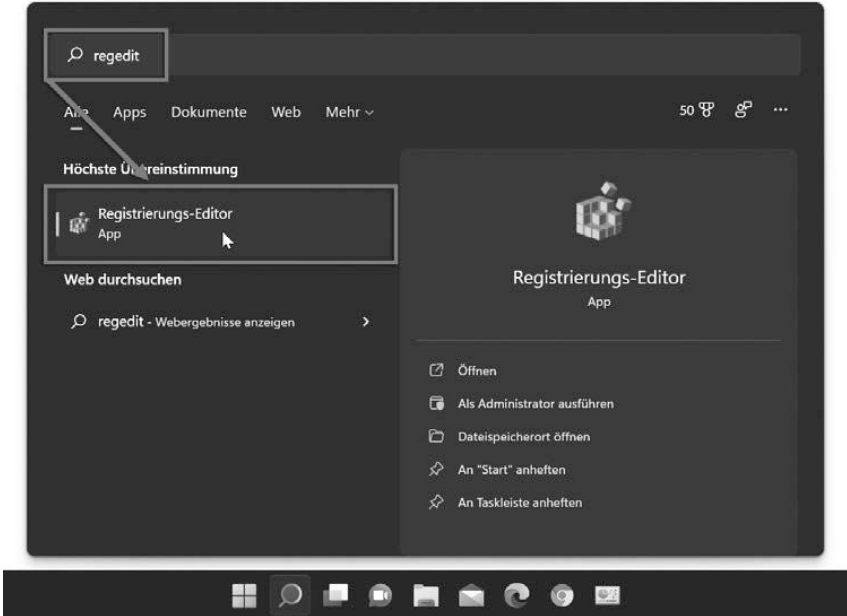 regedit
Alle Apps Dokumente Web Mehr
50
Höchste Übereinstimmung
Registrierungs-Editor
App
Web durchsuchen
regedit - Webergebnisse anzeigen
Registrierungs-Editor
App
Öffnen
Als Administrator ausführen
Dateispeicherort öffnen
An "Start" anheften
An Taskleiste anheften